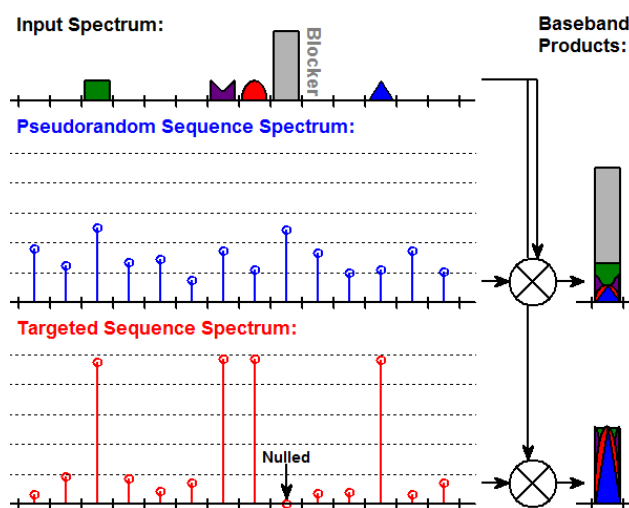 Input Spectrum:
Blocker
Baseband
Products:
Pseudorandom Sequence Spectrum:
Targeted Sequence Spectrum:
Nulled